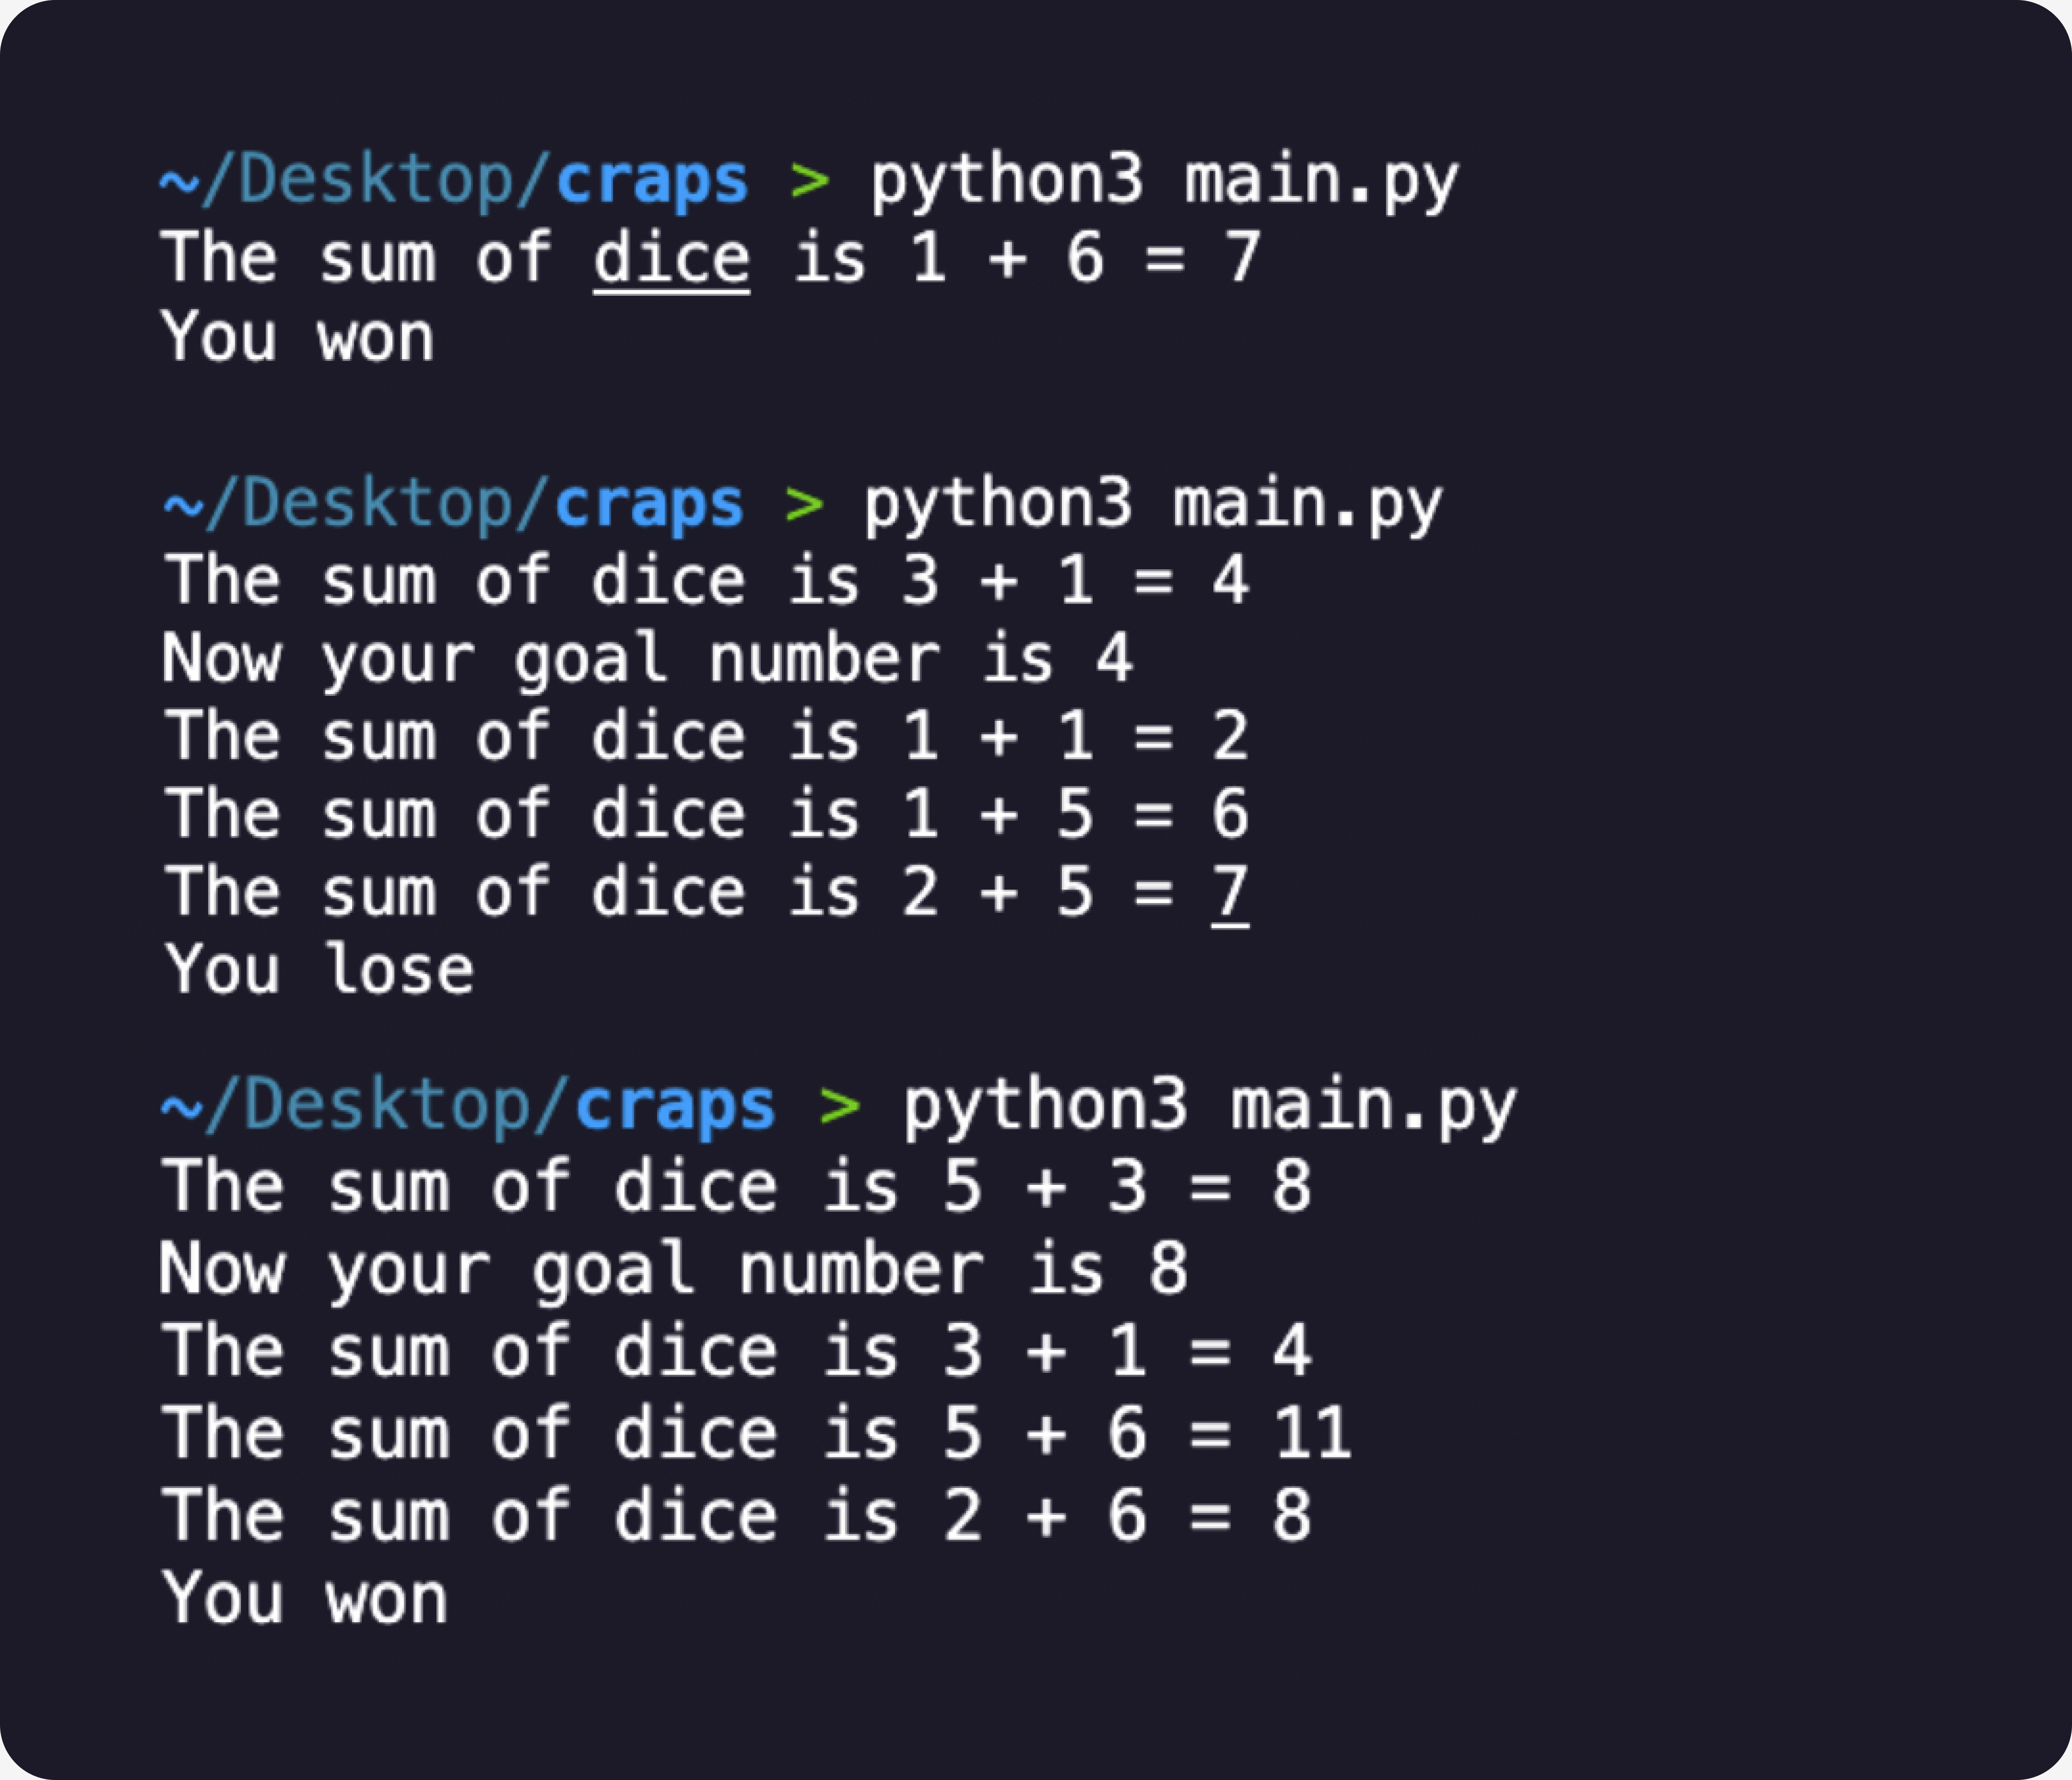 ~/Desktop/craps > python3 main.py
The sum of dice is 1 + 6 = 7
You won
~/Desktop/craps > python3 main.py
The sum of dice is 3 + 1 = 4
Now your goal number is 4
The sum of dice is 1 + 1 = 2
The sum of dice is 1 + 5 = 6
The sum of dice is 2 + 5 = 7
You lose
~/Desktop/craps > python3 main.py
The sum of dice is 5 + 3 = 8
Now your goal number is 8
The sum of dice is 3 + 1 = 4
The sum of dice is 5 + 6 = 11
The sum of dice is 2 + 6 = 8
You won